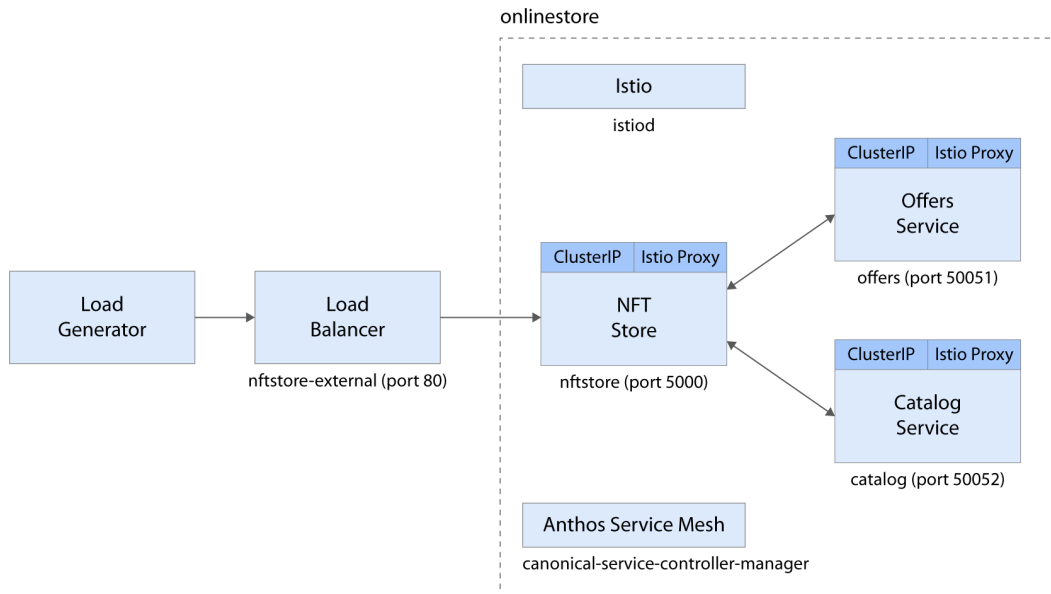 onlinestore
Istio
istiod
ClusterIP Istio Proxy
Offers
Service
offers (port 50051)
ClusterIP Istio Proxy
NFT
Store
nftstore (port 5000)
Load
Generator
Load
Balancer
nftstore-external (port 80)
ClusterIP Istio Proxy
Catalog
Service
catalog (port 50052)
Anthos Service Mesh
canonical-service-controller-manager